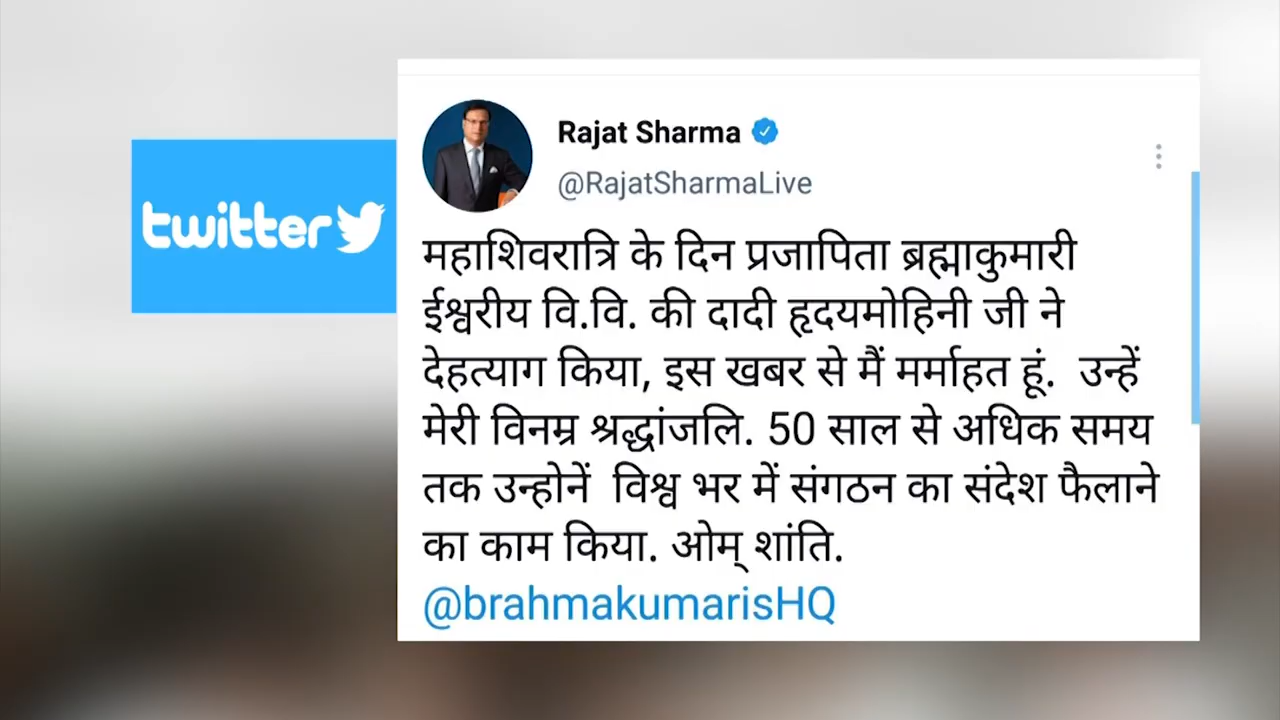 twitter
Rajat Sharma
@RajatSharmaLive
महाशिवरात्रि के दिन प्रजापिता ब्रह्माकुमारी
ईश्वरीय वि.वि. की दादी हृदयमोहिनी जी ने
देहत्याग किया, इस खबर से मैं मर्माहत हूं. उन्हें
मेरी विनम्र श्रद्धांजलि. 50 साल से अधिक समय
तक उन्होनें विश्व भर में संगठन का संदेश फैलाने
का काम किया. ओम् शांति.
@brahmakumarisHQ